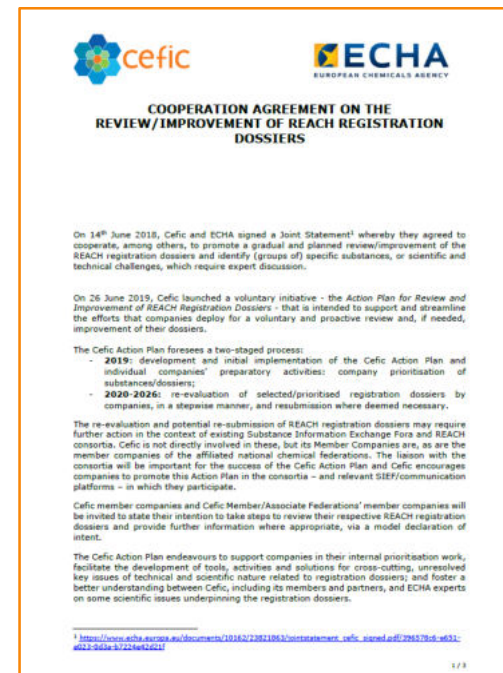 cefic
ECHA
EUROPEAN CHEMICALS AGENCY
COOPERATION AGREEMENT ON THE
REVIEW/IMPROVEMENT OF REACH REGISTRATION
DOSSIERS
On 14th June 2018, Cefic and ECHA signed a Joint Statement1 whereby they agreed to
cooperate, among others, to promote a gradual and planned review/improvement of the
REACH registration dossiers and identify (groups of) specific substances, or scientific and
technical challenges, which require expert discussion.
On 26 June 2019, Cefic launched a voluntary initiative - the Action Plan for Review and
Improvement of REACH Registration Dossiers - that is intended to support and streamline
the efforts that companies deploy for a voluntary and proactive review and, if needed,
improvement of their dossiers.
The Cefic Action Plan foresees a two-staged process:
- 2019: development and initial implementation of the Cefic Action Plan and
individual companies' preparatory activities: company prioritisation of
substances/dossiers;
- 2020-2026: re-evaluation of selected/prioritised registration dossiers by
companies, in a stepwise manner, and resubmission where deemed necessary.
The re-evaluation and potential re-submission of REACH registration dossiers may require
further action in the context of existing Substance Information Exchange Fora and REACH
consortia. Cefic is not directly involved in these, but its Member Companies are, as are the
member companies of the affiliated national chemical federations. The liaison with the
consortia will be important for the success of the Cefic Action Plan and Cefic encourages
companies to promote this Action Plan in the consortia – and relevant SIEF/communication
platforms – in which they participate.
Cefic member companies and Cefic Member/Associate Federations' member companies will
be invited to state their intention to take steps to review their respective REACH registration
dossiers and provide further information where appropriate, via a model declaration of
intent.
The Cefic Action Plan endeavours to support companies in their internal prioritisation work,
facilitate the development of tools, activities and solutions for cross-cutting, unresolved
key issues of technical and scientific nature related to registration dossiers; and foster a
better understanding between Cefic, including its members and partners, and ECHA experts
on some scientific issues underpinning the registration dossiers.
1 / 3